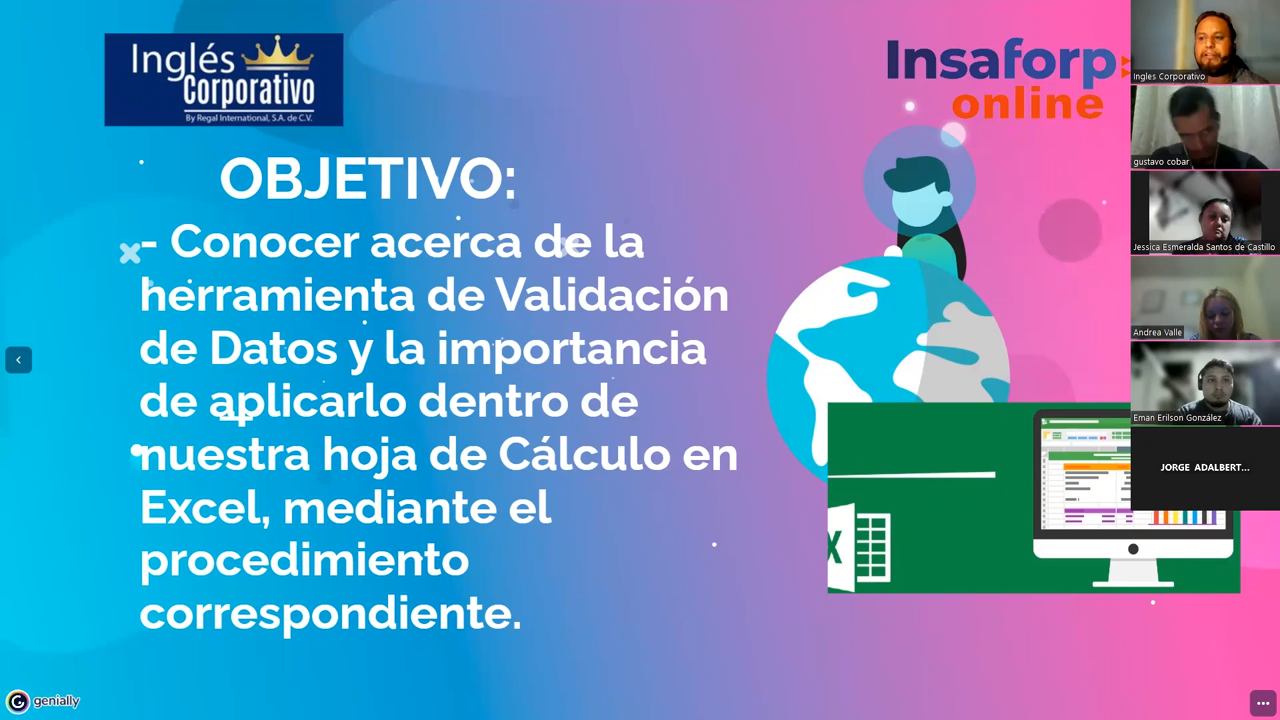 Inglés
Corporativo
By Regal International, S.A. de C.V.
Insaforp
online
OBJETIVO:
- Conocer acerca de la
herramienta de Validación
de Datos y la importancia
de aplicarlo dentro de
nuestra hoja de Cálculo en
Excel, mediante el
procedimiento
correspondiente.
Ingles Corporativo
gustavo cobar
Jessica Esmeralda Santos de Castillo
Andrea Valle
Eman Erilson González
JORGE ADALBERT...
X
genially